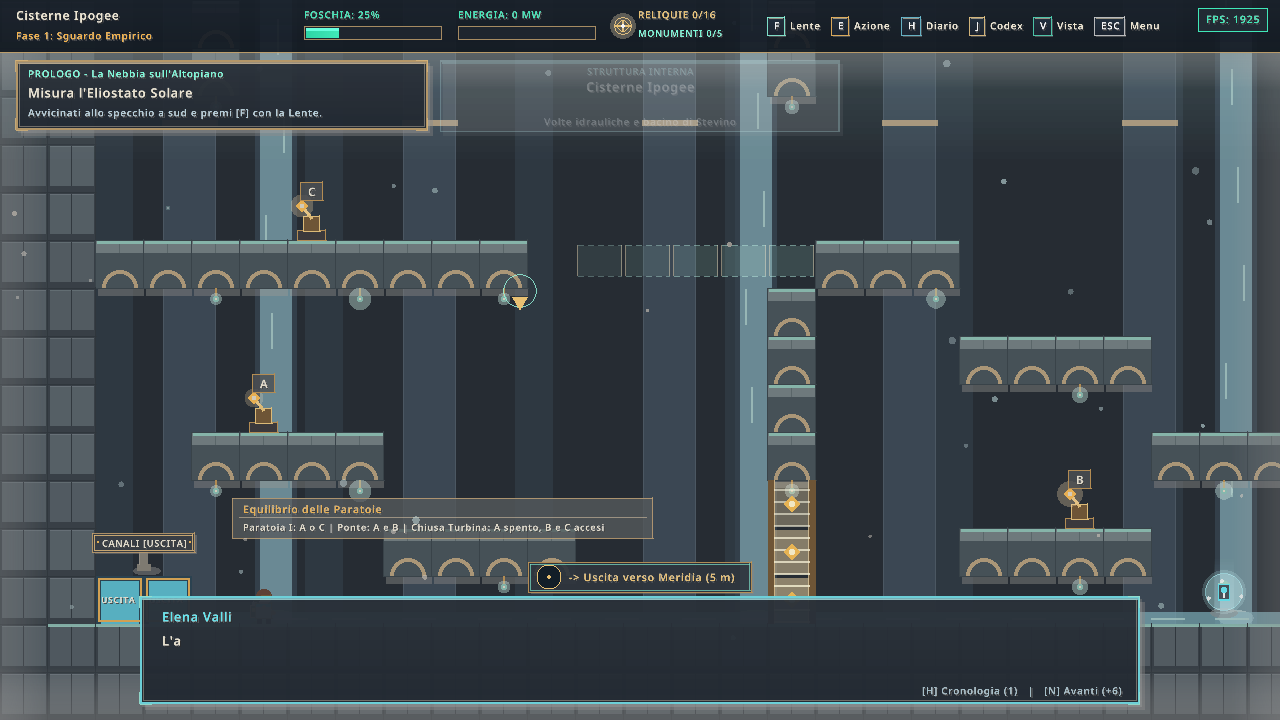 Cisterne Ipogee
Fase 1: Sguardo Empirico
FOSCHIA: 25%
ENERGIA: 0 MW
RELIQUIE 0/16
MONUMENTI 0/5
F Lente
E Azione
H Diario
J Codex
V Vista
ESC Menu
FPS: 1925
PROLOGO - La Nebbia sull'Altopiano
Misura l'Eliostato Solare
Avvicinati allo specchio a sud e premi [F] con la Lente.
STRUTTURA INTERNA
Cisterne Ipogee
Volte idrauliche e bacino di Stevino
C
A
B
Equilibrio delle Paratoie
Paratoia I: A o C | Ponte: A e B | Chiusa Turbina: A spento, B e C accesi
· CANALI [USCITA] ·
-> Uscita verso Meridia (5 m)
USCITA
Elena Valli
L'a
[H] Cronologia (1) | [N] Avanti (+6)